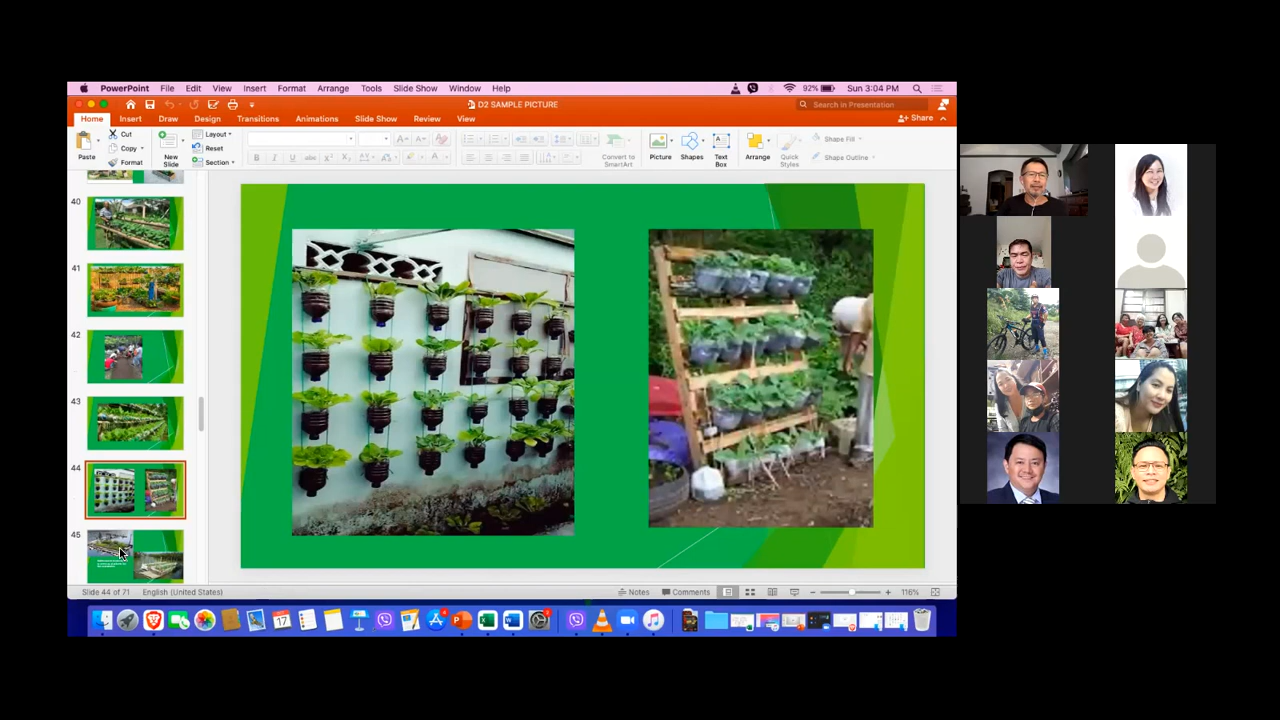 PowerPoint File Edit View Insert Format Arrange Tools Slide Show Window Help 92% Sun 3:04 PM
D2 SAMPLE PICTURE
Search in Presentation
Home Insert Draw Design Transitions Animations Slide Show Review View Share
Paste
Cut
Copy
Format
New Slide
Layout
Reset
Section
Convert to SmartArt
Picture
Shapes
Text Box
Arrange
Quick Styles
Shape Fill
Shape Outline
40
41
42
43
44
45
Slide 44 of 71 English (United States) Notes Comments 116%
17